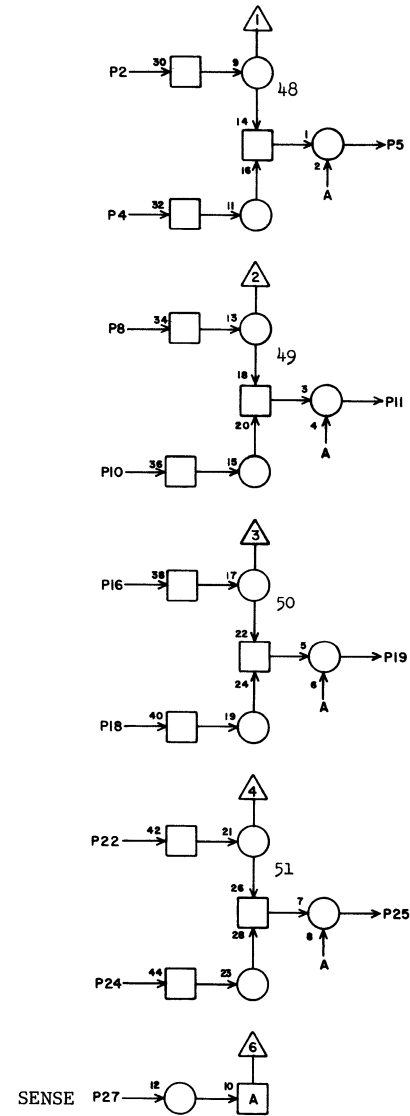 1
P2 30 9
48
14
1 P5
16 2
A
P4 32 11
2
P8 34 13
49
18
3 P11
20 4
A
P10 36 15
3
P16 38 17
50
22
5 P19
24 6
A
P18 40 19
4
P22 42 21
51
26
7 P25
28 8
A
P24 44 23
6
SENSE P27 12 10 A